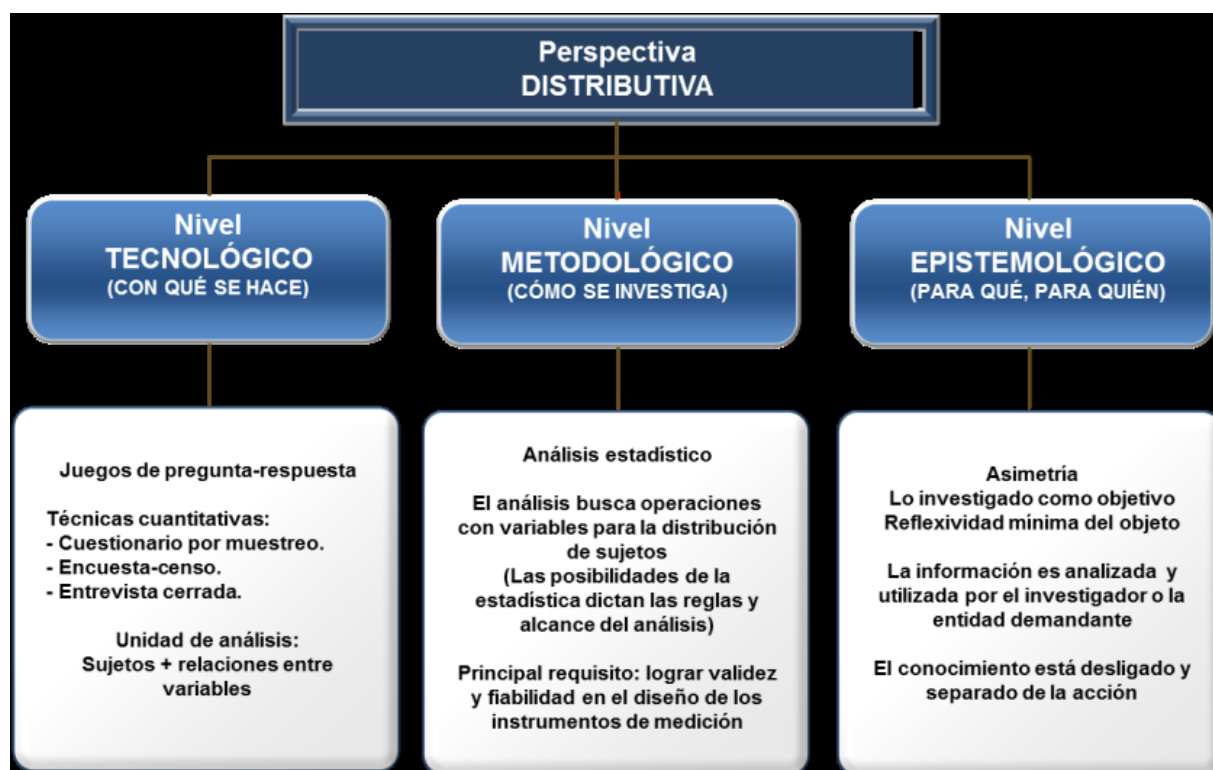 Perspectiva
DISTRIBUTIVA
Nivel
TECNOLÓGICO
(CON QUÉ SE HACE)
Nivel
METODOLÓGICO
(CÓMO SE INVESTIGA)
Nivel
EPISTEMOLÓGICO
(PARA QUÉ, PARA QUIÉN)
Juegos de pregunta-respuesta
Técnicas cuantitativas:
- Cuestionario por muestreo.
- Encuesta-censo.
- Entrevista cerrada.
Unidad de análisis:
Sujetos + relaciones entre
variables
Análisis estadístico
El análisis busca operaciones
con variables para la distribución
de sujetos
(Las posibilidades de la
estadística dictan las reglas y
alcance del análisis)
Principal requisito: lograr validez
y fiabilidad en el diseño de los
instrumentos de medición
Asimetría
Lo investigado como objetivo
Reflexividad mínima del objeto
La información es analizada y
utilizada por el investigador o la
entidad demandante
El conocimiento está desligado y
separado de la acción